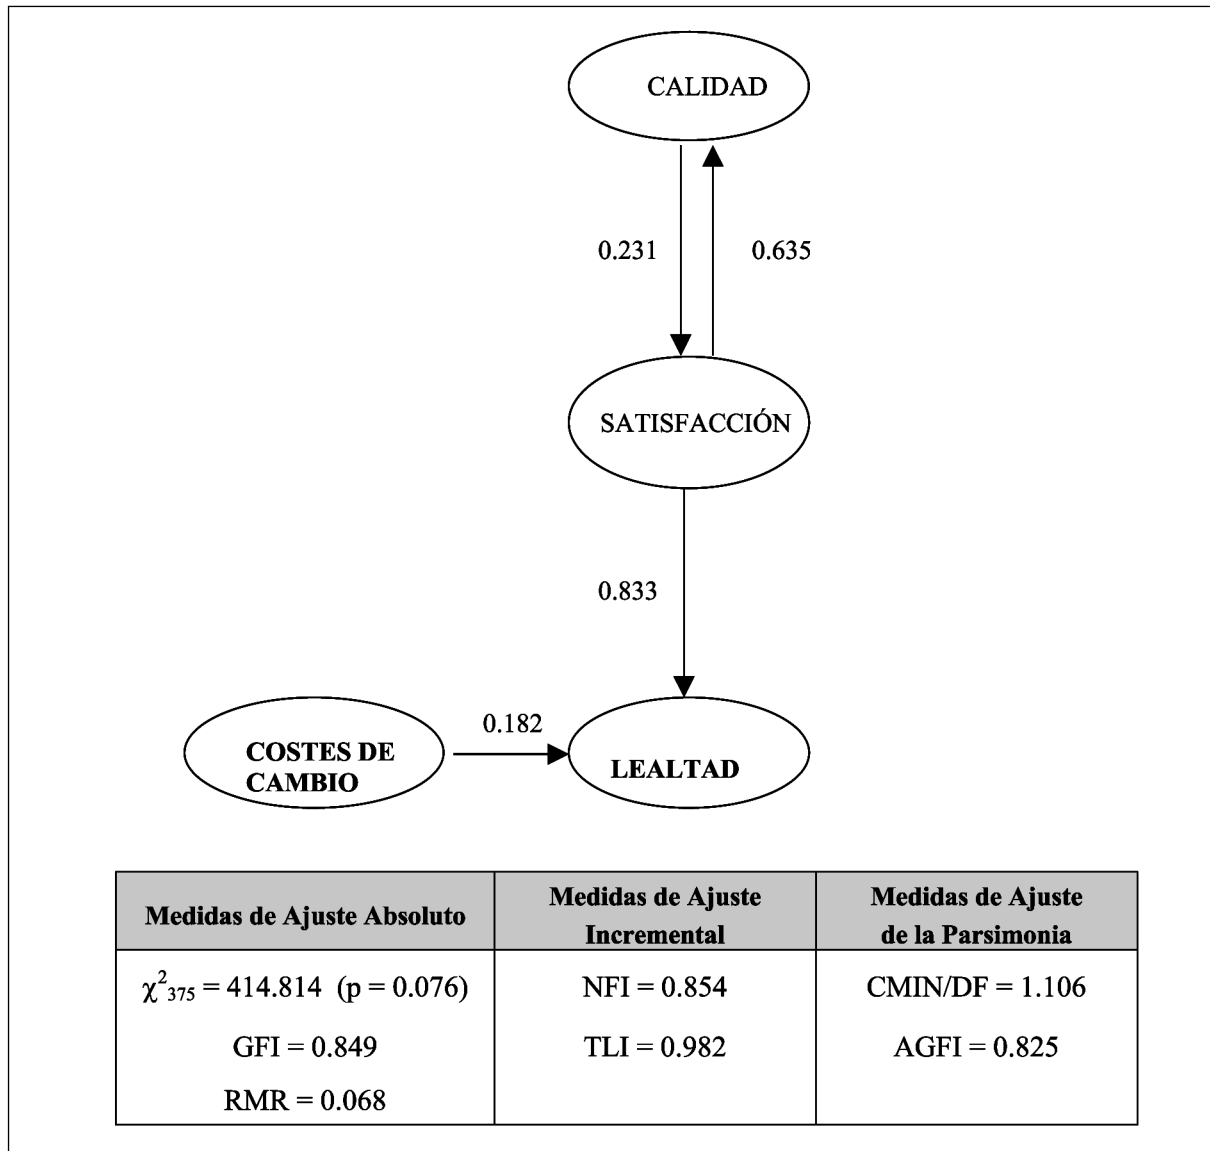 CALIDAD
0.231
0.635
SATISFACCIÓN
0.833
0.182
COSTES DE
CAMBIO
LEALTAD
Medidas de Ajuste Absoluto
Medidas de Ajuste
Incremental
Medidas de Ajuste
de la Parsimonia
χ²₃₇₅ = 414.814 (p = 0.076)
NFI = 0.854
CMIN/DF = 1.106
GFI = 0.849
TLI = 0.982
AGFI = 0.825
RMR = 0.068